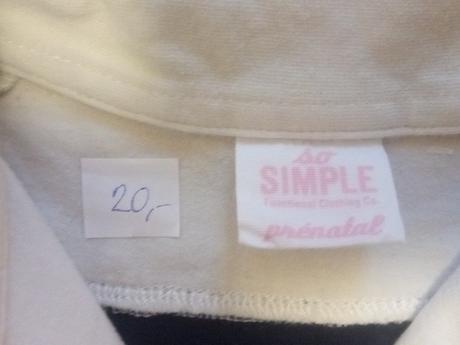 20,-
so
SIMPLE
Functional Clothing Co.
prénatal